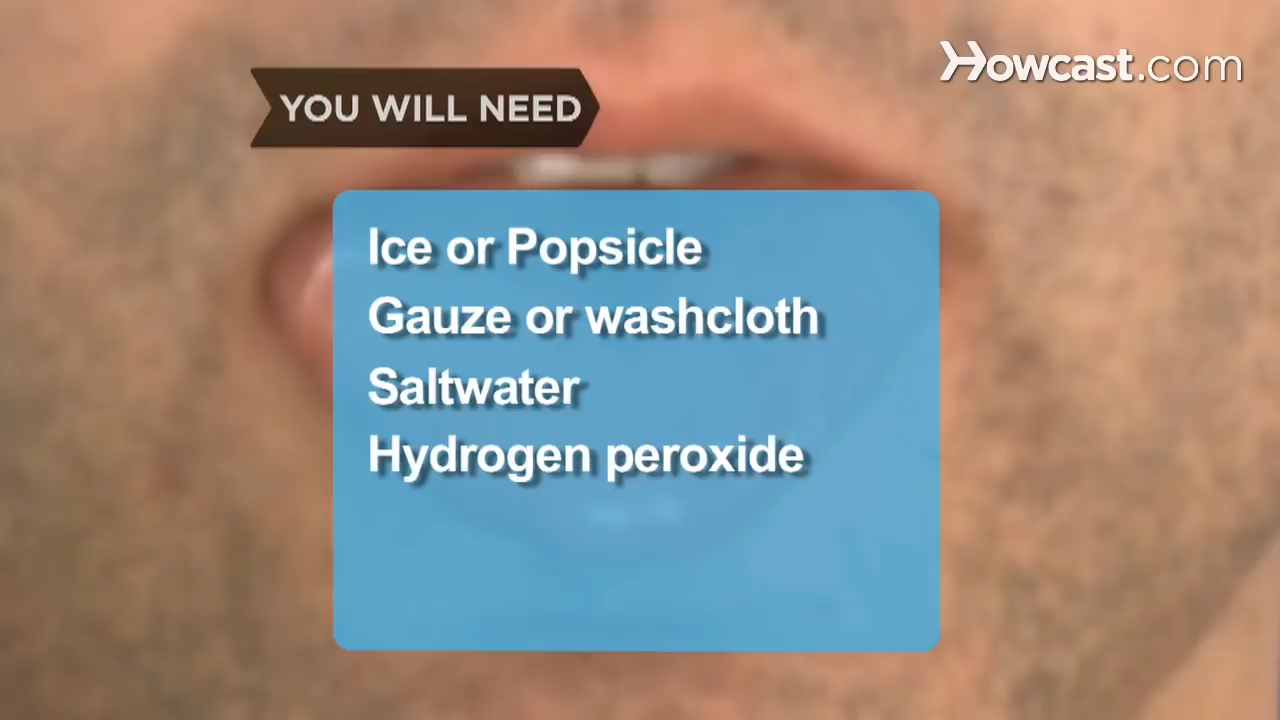 Howcast.com
YOU WILL NEED
Ice or Popsicle
Gauze or washcloth
Saltwater
Hydrogen peroxide